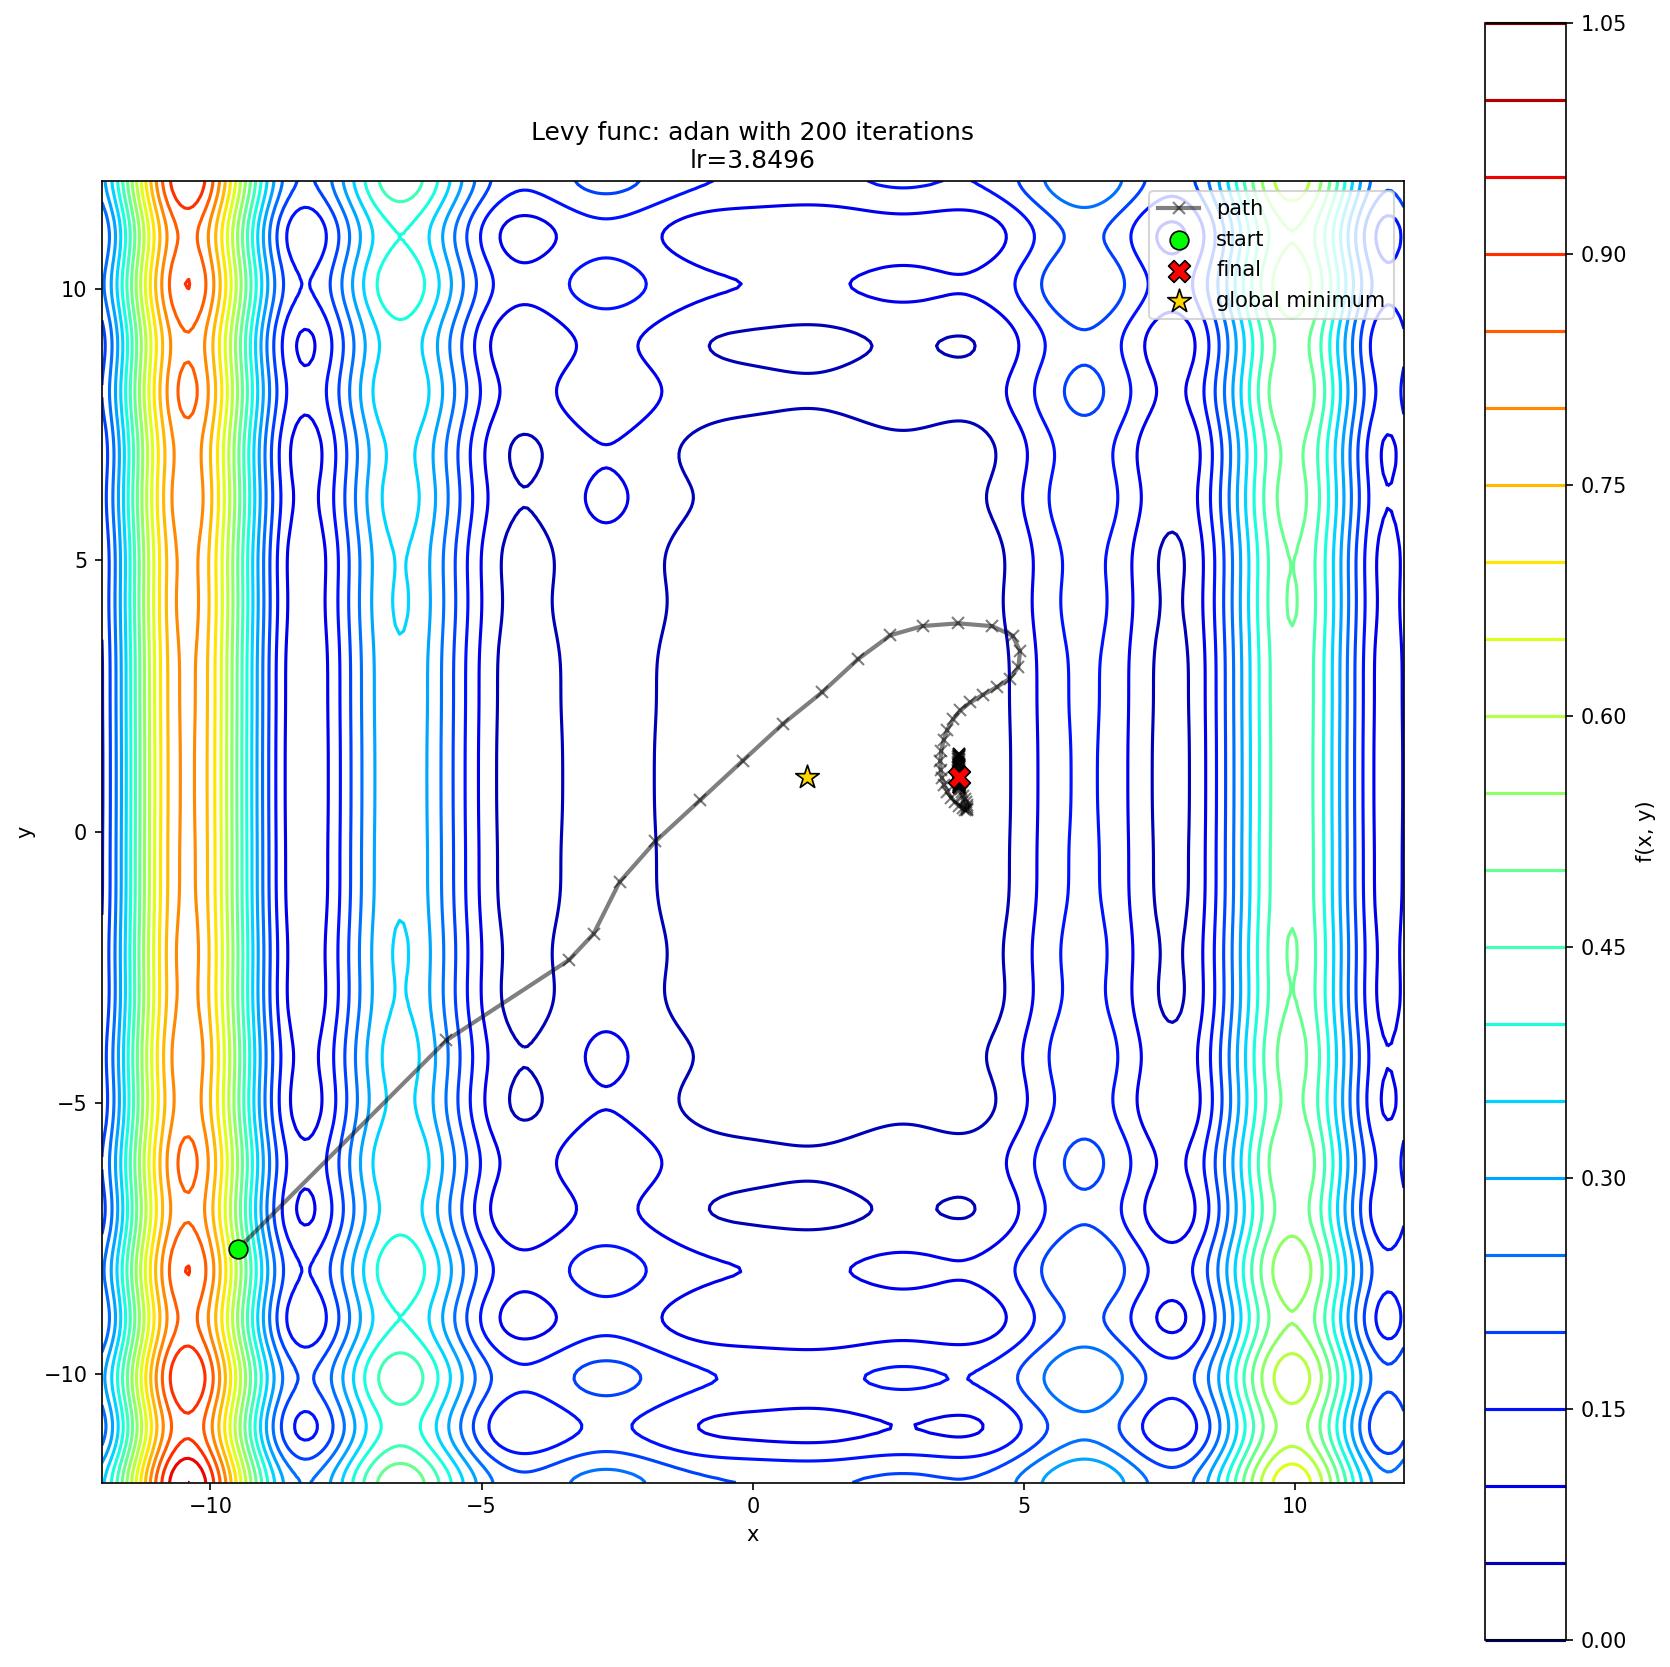 Levy func: adan with 200 iterations
lr=3.8496
path
start
final
global minimum
10
5
0
−5
−10
y
−10
−5
0
5
10
x
1.05
0.90
0.75
0.60
0.45
0.30
0.15
0.00
f(x, y)